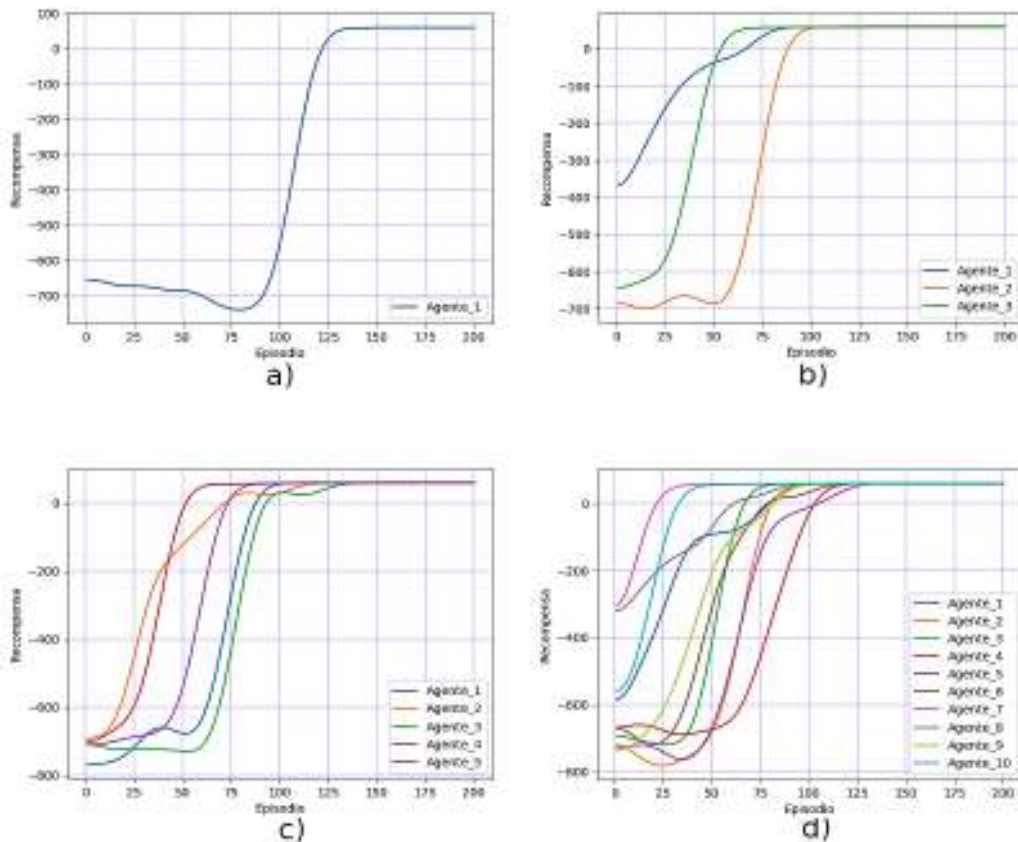 100
0
−100
−200
−300
−400
−500
−600
−700
Recompensa
Agente_1
0 25 50 75 100 125 150 175 200
Episodio
a)
0
−100
−200
−300
−400
−500
−600
−700
Recompensa
Agente_1
Agente_2
Agente_3
0 25 50 75 100 125 150 175 200
Episodio
b)
0
−200
−400
−600
−800
Recompensa
Agente_1
Agente_2
Agente_3
Agente_4
Agente_5
0 25 50 75 100 125 150 175 200
Episodio
c)
0
−200
−400
−600
−800
Recompensa
Agente_1
Agente_2
Agente_3
Agente_4
Agente_5
Agente_6
Agente_7
Agente_8
Agente_9
Agente_10
0 25 50 75 100 125 150 175 200
Episodio
d)